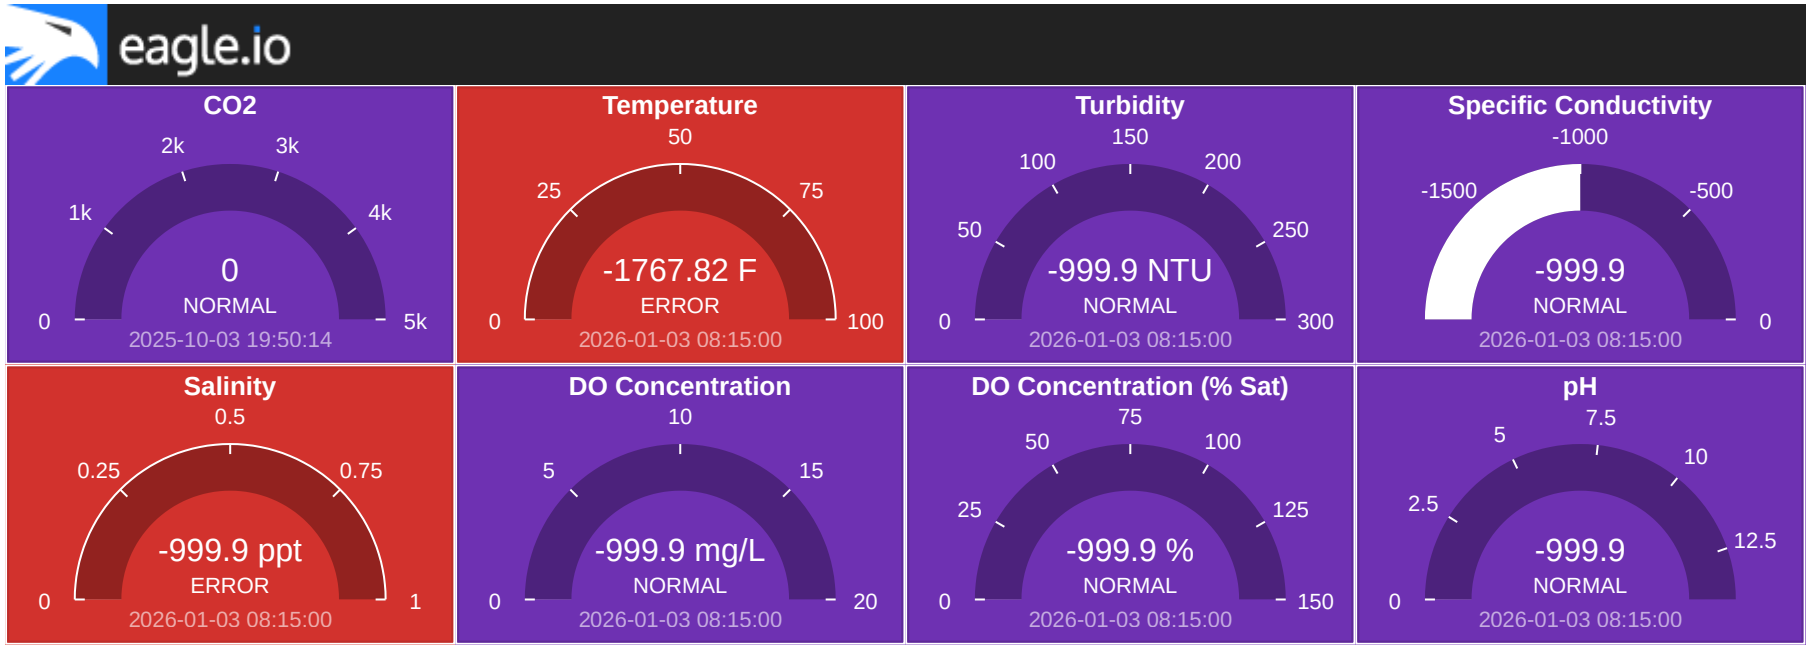 eagle.io
CO2
0
1k
2k
3k
4k
5k
0
NORMAL
2025-10-03 19:50:14
Temperature
0
25
50
75
100
-1767.82 F
ERROR
2026-01-03 08:15:00
Turbidity
0
50
100
150
200
250
300
-999.9 NTU
NORMAL
2026-01-03 08:15:00
Specific Conductivity
-1500
-1000
-500
0
-999.9
NORMAL
2026-01-03 08:15:00
Salinity
0
0.25
0.5
0.75
1
-999.9 ppt
ERROR
2026-01-03 08:15:00
DO Concentration
0
5
10
15
20
-999.9 mg/L
NORMAL
2026-01-03 08:15:00
DO Concentration (% Sat)
0
25
50
75
100
125
150
-999.9 %
NORMAL
2026-01-03 08:15:00
pH
0
2.5
5
7.5
10
12.5
-999.9
NORMAL
2026-01-03 08:15:00